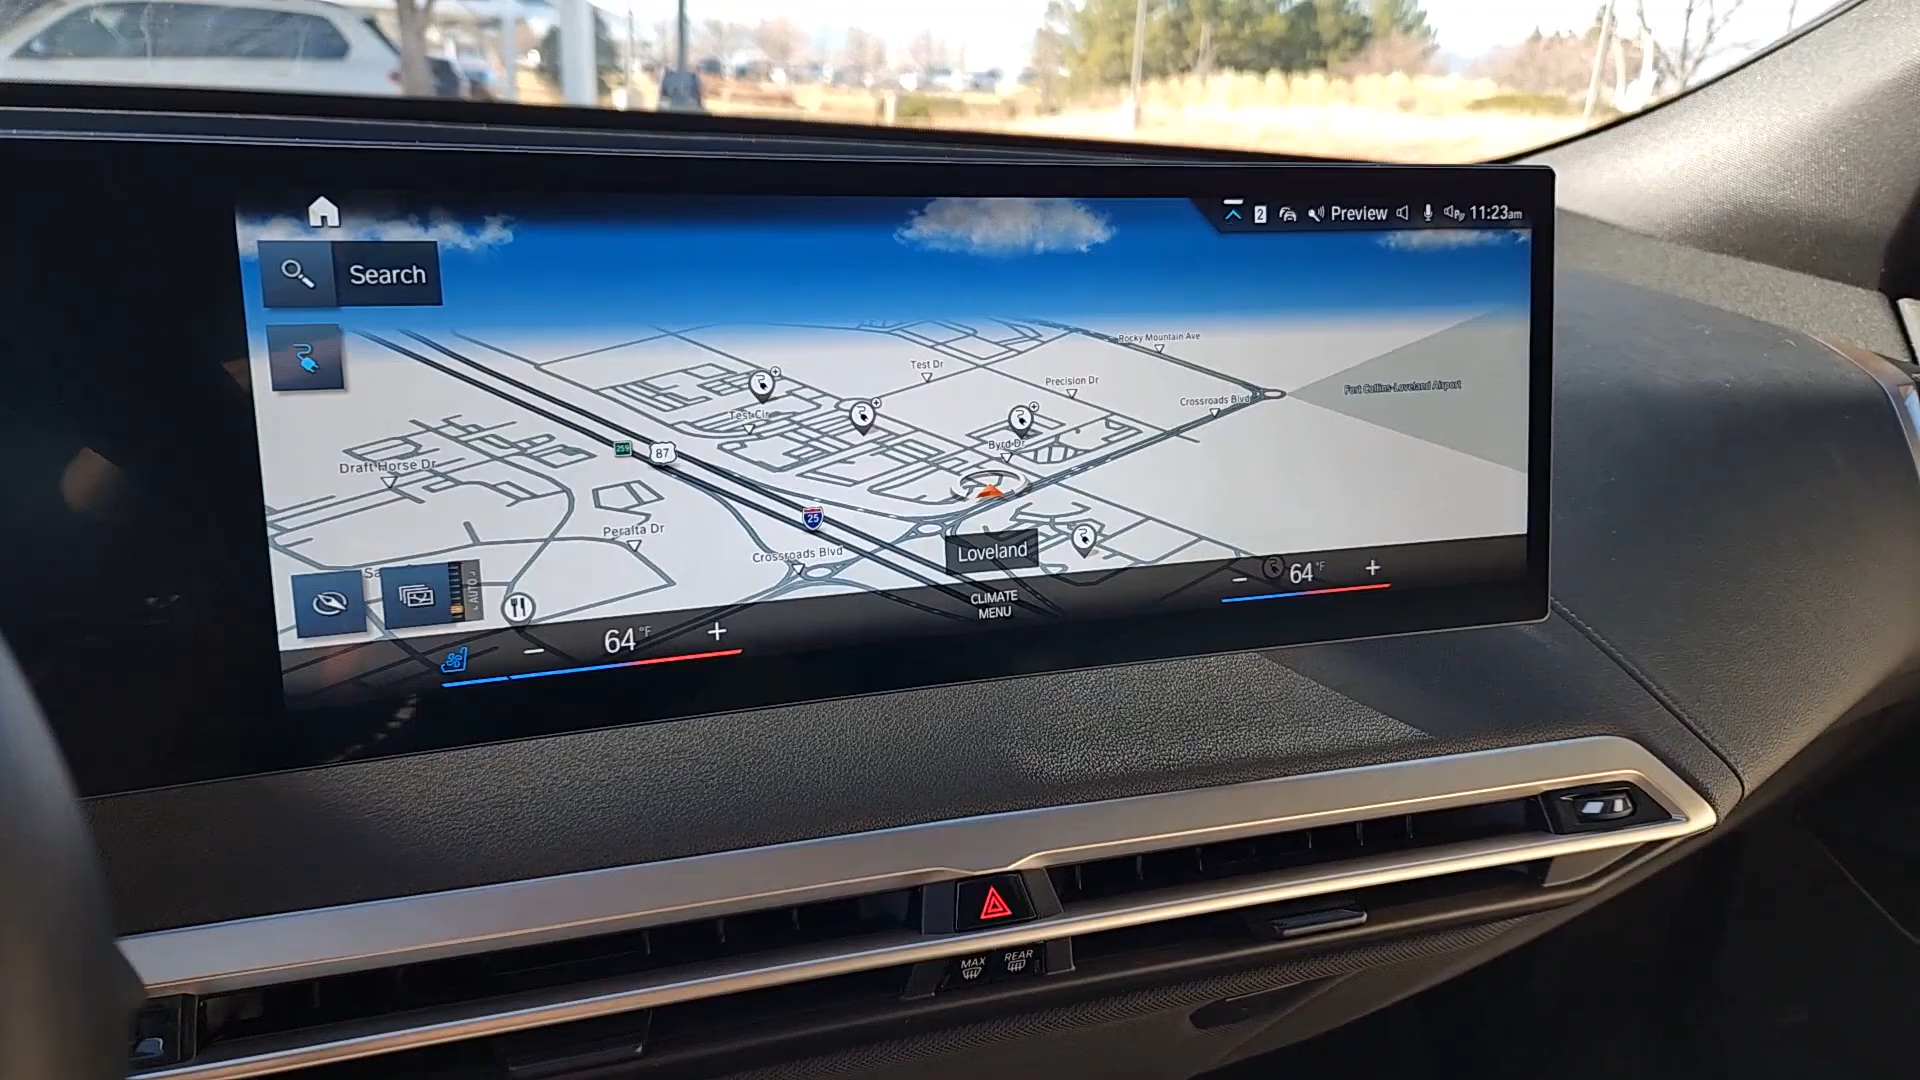 2 Preview 11:23am
Search
Rocky Mountain Ave
Test Dr
Precision Dr
Fort Collins-Loveland Airport
Crossroads Blvd
Test Cir
Byrd Dr
259
87
Draft Horse Dr
25
Peralta Dr
Crossroads Blvd
Loveland
AUTO
64°F
64°F
CLIMATE
MENU
MAX
REAR